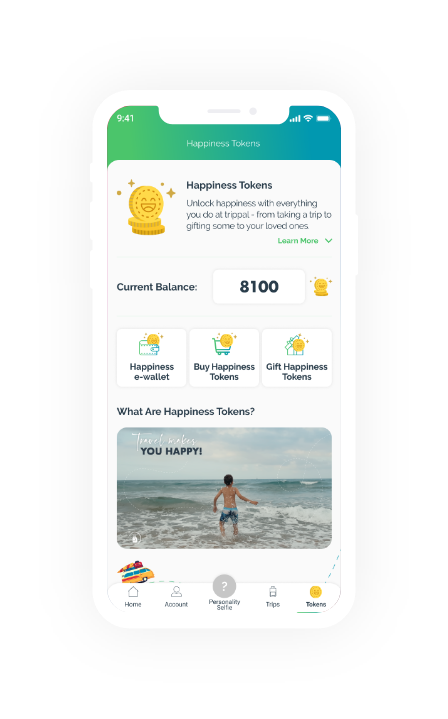 9:41
Happiness Tokens
Happiness Tokens
Unlock happiness with everything
you do at trippal - from taking a trip to
gifting some to your loved ones.
Learn More
Current Balance:
8100
Happiness
e-wallet
Buy Happiness
Tokens
Gift Happiness
Tokens
What Are Happiness Tokens?
Travel makes
YOU HAPPY!
?
Home
Account
Personality
Selfie
Trips
Tokens